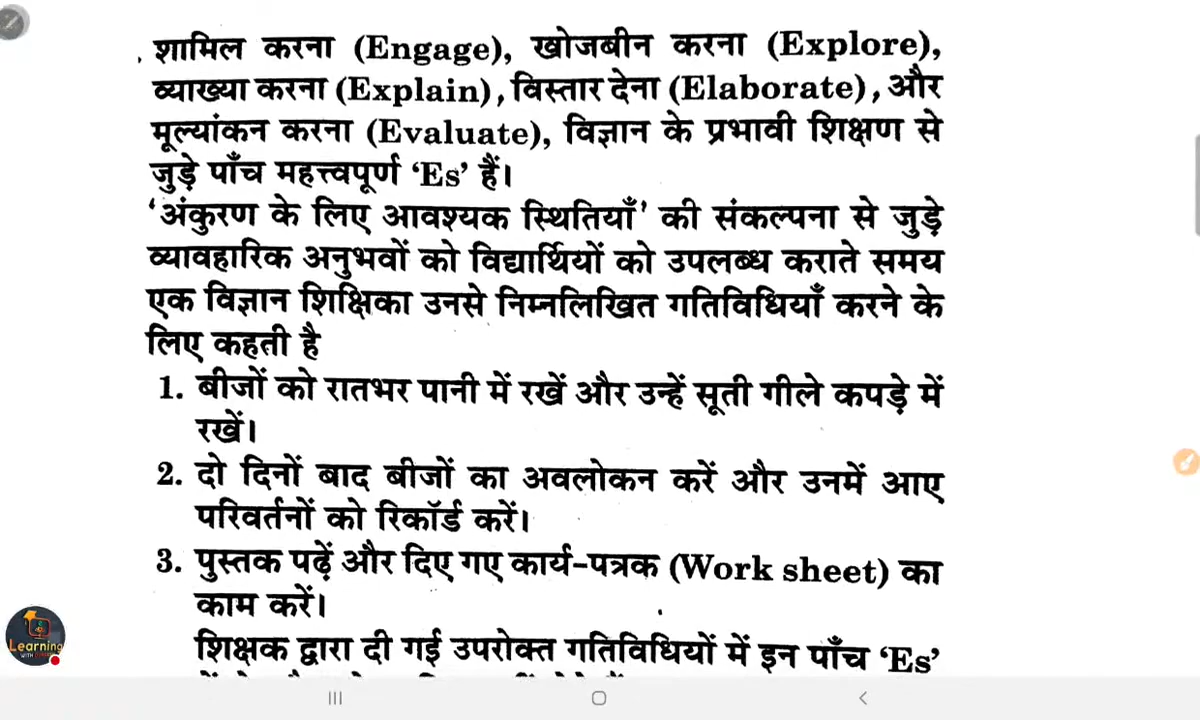 शामिल करना (Engage), खोजबीन करना (Explore),
व्याख्या करना (Explain), विस्तार देना (Elaborate), और
मूल्यांकन करना (Evaluate), विज्ञान के प्रभावी शिक्षण से
जुड़े पाँच महत्त्वपूर्ण ‘Es’ हैं।
‘अंकुरण के लिए आवश्यक स्थितियाँ’ की संकल्पना से जुड़े
व्यावहारिक अनुभवों को विद्यार्थियों को उपलब्ध कराते समय
एक विज्ञान शिक्षिका उनसे निम्नलिखित गतिविधियाँ करने के
लिए कहती है
1. बीजों को रातभर पानी में रखें और उन्हें सूती गीले कपड़े में
रखें।
2. दो दिनों बाद बीजों का अवलोकन करें और उनमें आए
परिवर्तनों को रिकॉर्ड करें।
3. पुस्तक पढ़ें और दिए गए कार्य-पत्रक (Work sheet) का
काम करें।
शिक्षक द्वारा दी गई उपरोक्त गतिविधियों में इन पाँच ‘Es’
Learning
WITH